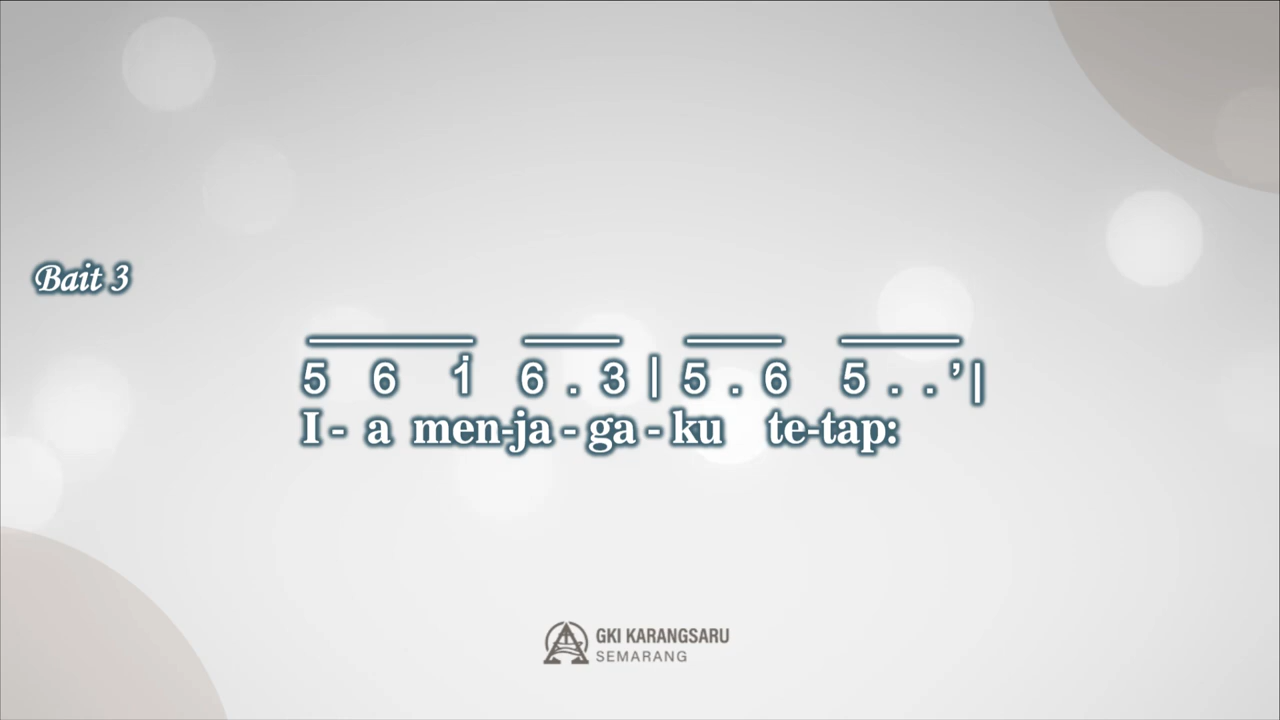 Bait 3
5 6 1̇ 6 . 3 | 5 . 6 5 . . ’ |
I - a men-ja - ga - ku te-tap:
GKI KARANGSARU
SEMARANG